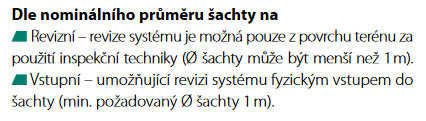 Dle nominálního průměru šachty na
Revizní – revize systému je možná pouze z povrchu terénu za
použití inspekční techniky (Ø šachty může být menší než 1 m).
Vstupní – umožňující revizi systému fyzickým vstupem do
šachty (min. požadovaný Ø šachty 1 m).